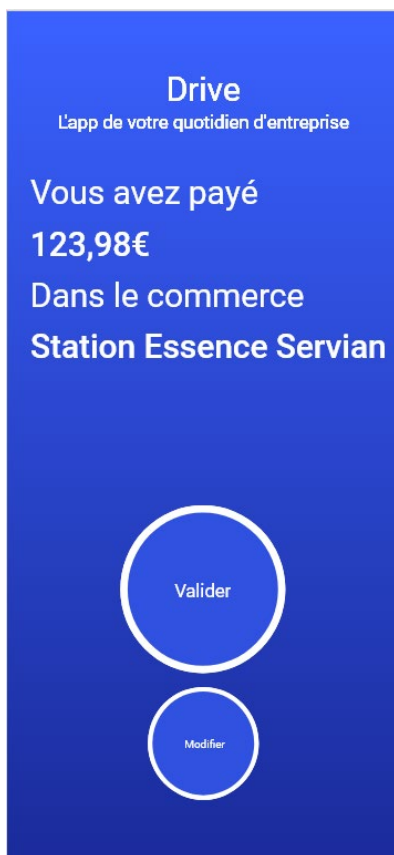 Drive
L'app de votre quotidien d'entreprise
Vous avez payé
123,98€
Dans le commerce
Station Essence Servian
Valider
Modifier